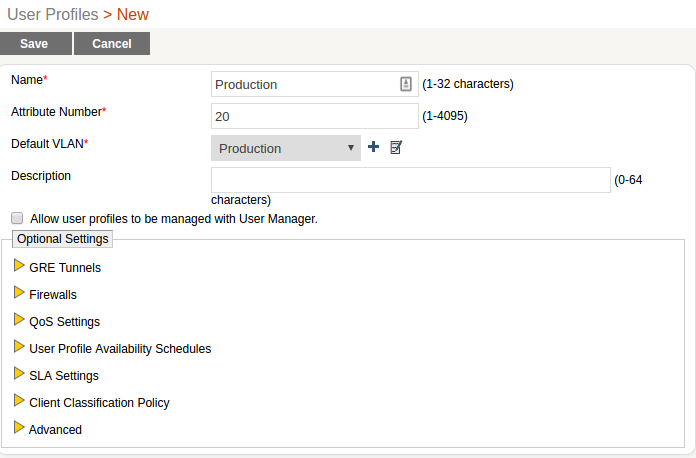 User Profiles > New
Save Cancel
Name* Production (1-32 characters)
Attribute Number* 20 (1-4095)
Default VLAN* Production
Description (0-64
characters)
Allow user profiles to be managed with User Manager.
Optional Settings
GRE Tunnels
Firewalls
QoS Settings
User Profile Availability Schedules
SLA Settings
Client Classification Policy
Advanced